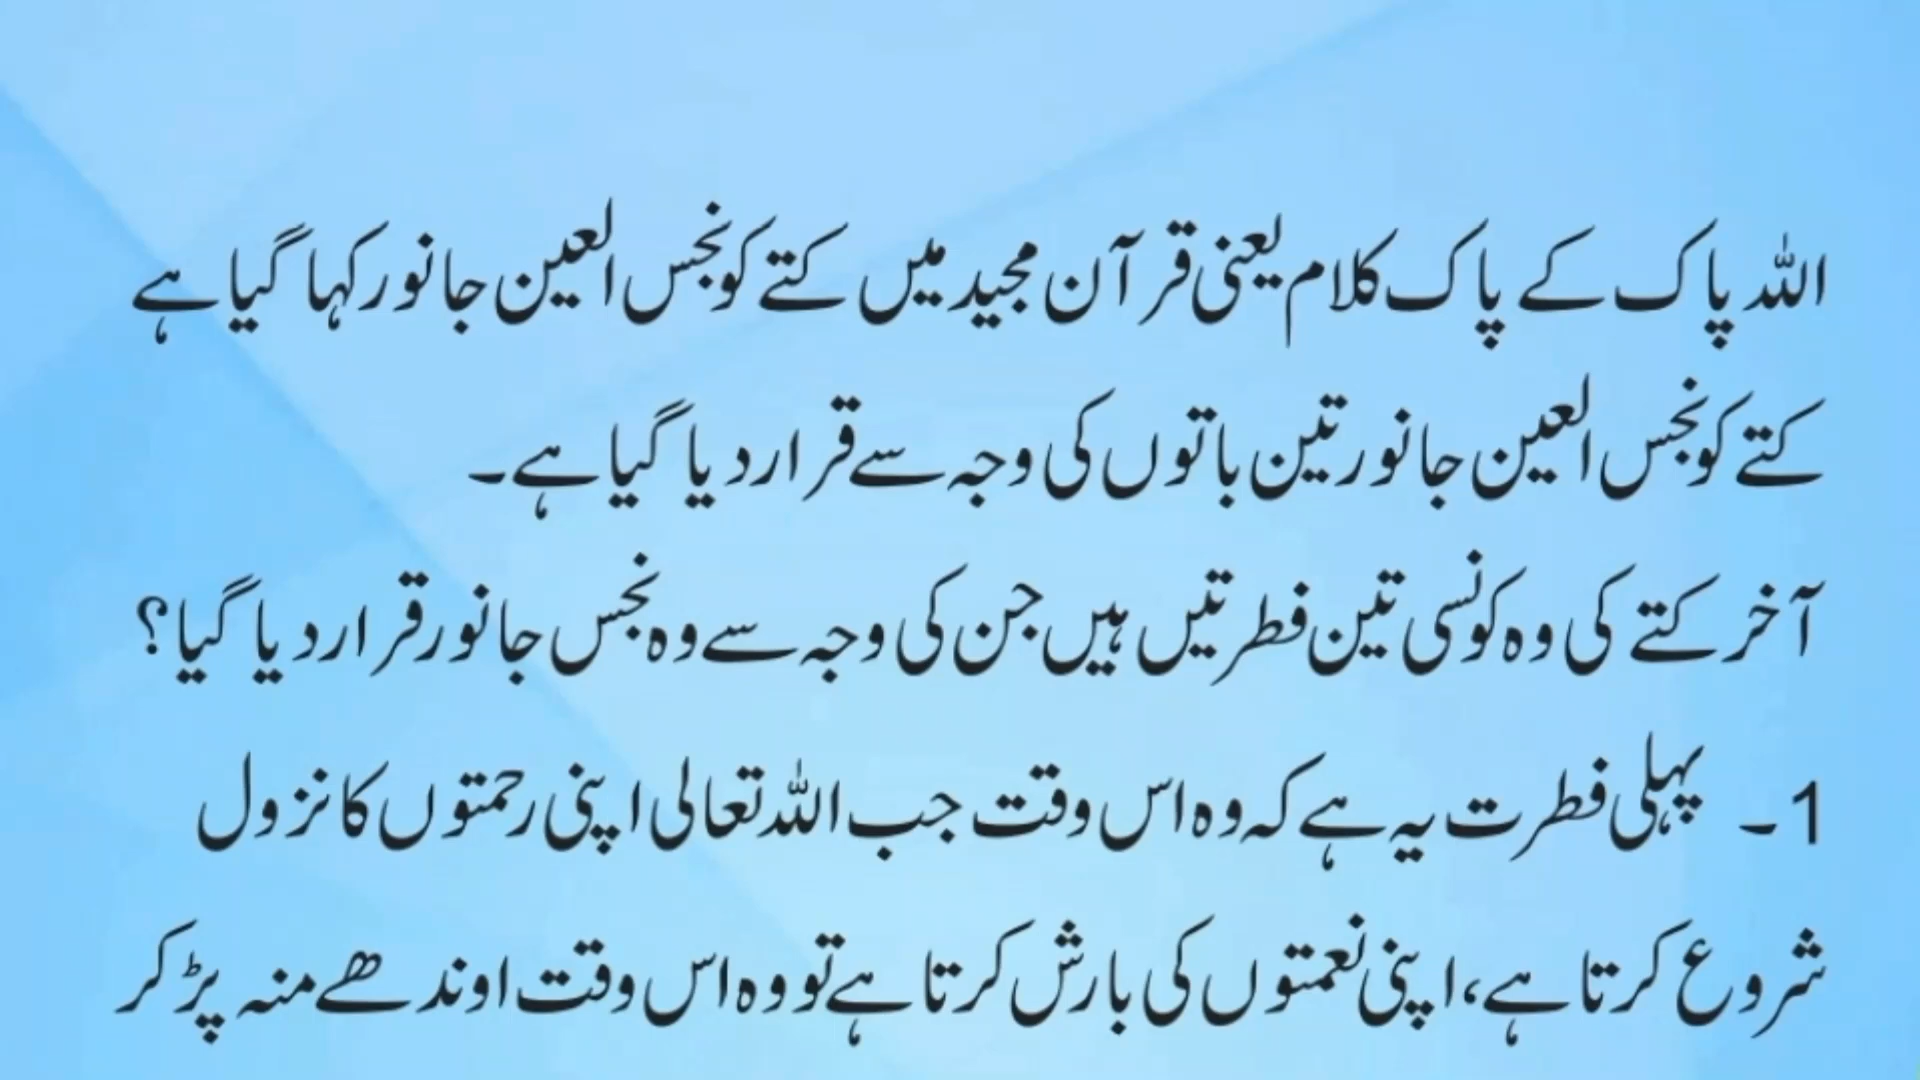 اللہ پاک کے پاک کلام یعنی قرآن مجید میں کتے کو نجس العین جانور کہا گیا ہے
کتے کو نجس العین جانور تین باتوں کی وجہ سے قرار دیا گیا ہے۔
آخر کتے کی وہ کونسی تین فطرتیں ہیں جن کی وجہ سے وہ نجس جانور قرار دیا گیا؟
1۔ پہلی فطرت یہ ہے کہ وہ اس وقت جب اللہ تعالی اپنی رحمتوں کا نزول
شروع کرتا ہے، اپنی نعمتوں کی بارش کرتا ہے تو وہ اس وقت اوندھے منہ پڑ کر